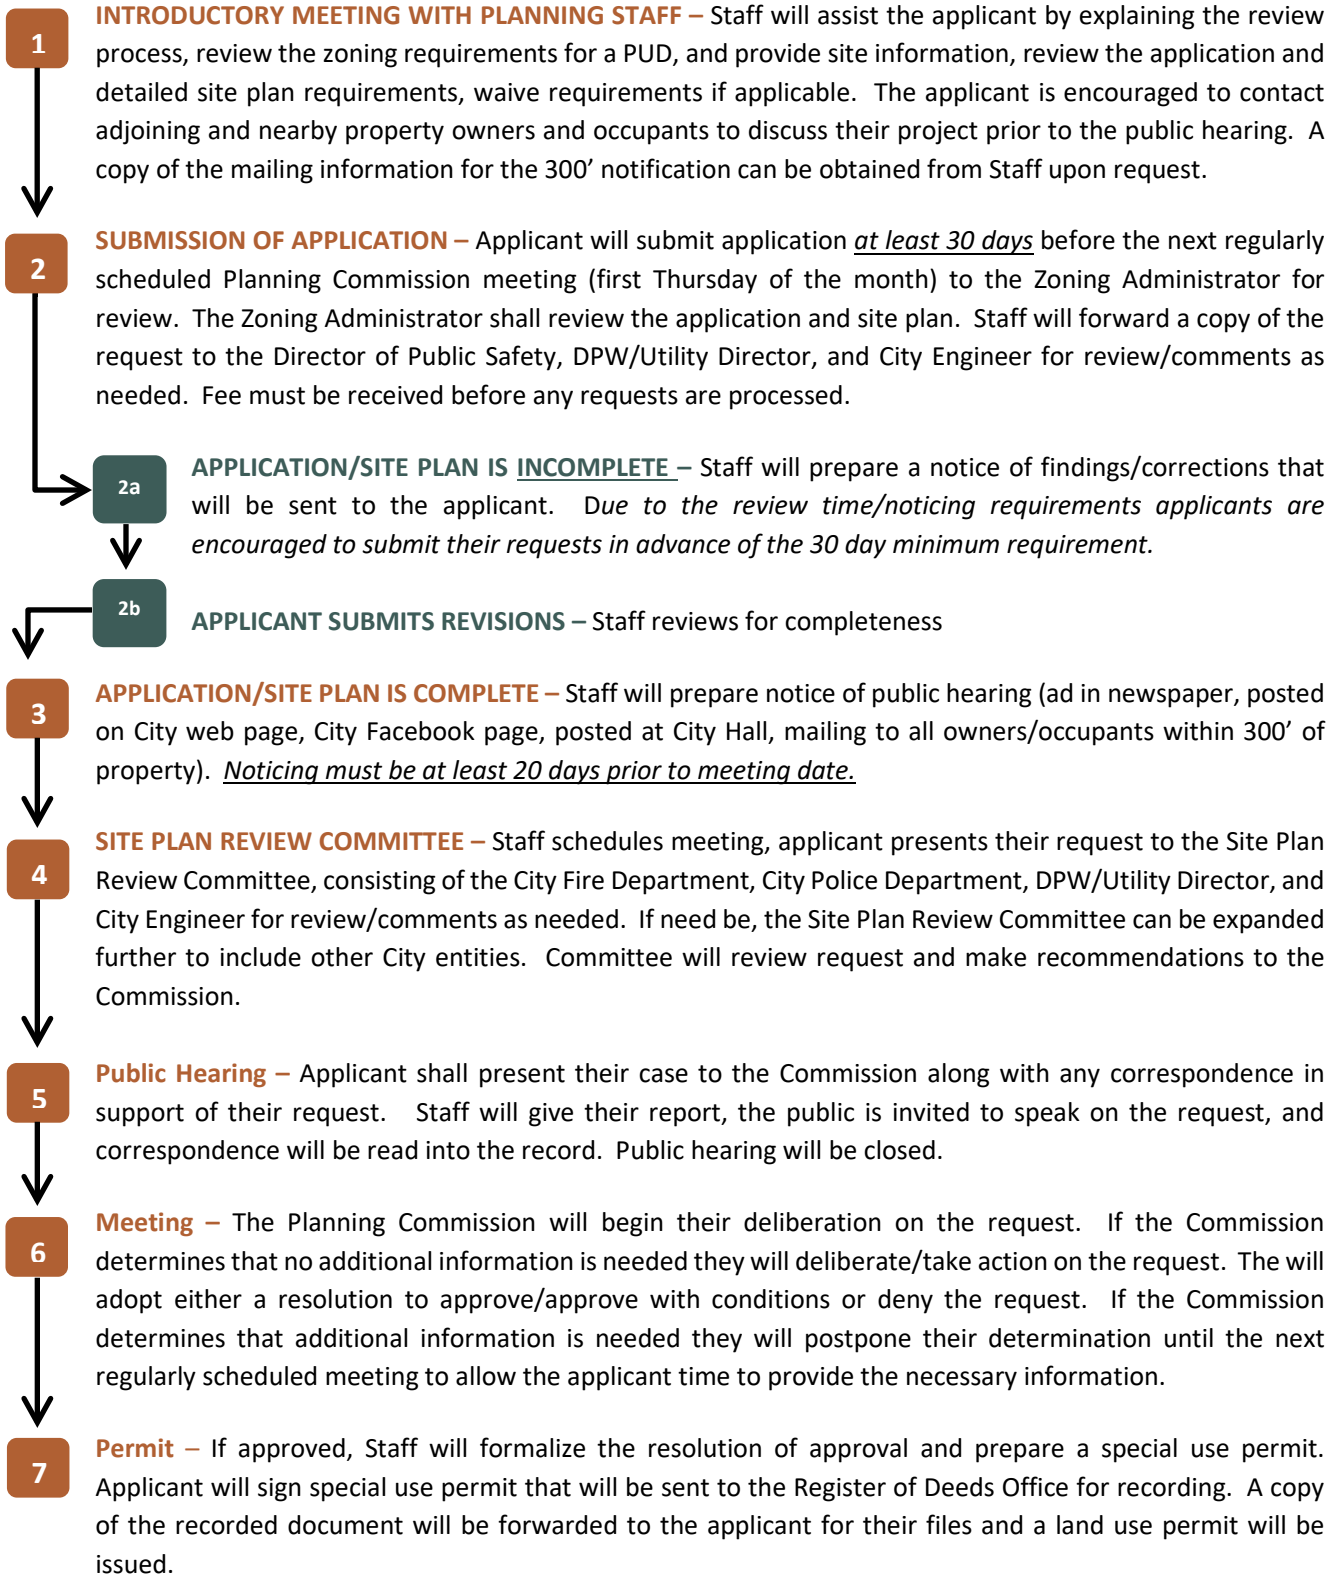 1
INTRODUCTORY MEETING WITH PLANNING STAFF – Staff will assist the applicant by explaining the review
process, review the zoning requirements for a PUD, and provide site information, review the application and
detailed site plan requirements, waive requirements if applicable. The applicant is encouraged to contact
adjoining and nearby property owners and occupants to discuss their project prior to the public hearing. A
copy of the mailing information for the 300’ notification can be obtained from Staff upon request.
2
SUBMISSION OF APPLICATION – Applicant will submit application at least 30 days before the next regularly
scheduled Planning Commission meeting (first Thursday of the month) to the Zoning Administrator for
review. The Zoning Administrator shall review the application and site plan. Staff will forward a copy of the
request to the Director of Public Safety, DPW/Utility Director, and City Engineer for review/comments as
needed. Fee must be received before any requests are processed.
2a
APPLICATION/SITE PLAN IS INCOMPLETE – Staff will prepare a notice of findings/corrections that
will be sent to the applicant. Due to the review time/noticing requirements applicants are
encouraged to submit their requests in advance of the 30 day minimum requirement.
2b
APPLICANT SUBMITS REVISIONS – Staff reviews for completeness
3
APPLICATION/SITE PLAN IS COMPLETE – Staff will prepare notice of public hearing (ad in newspaper, posted
on City web page, City Facebook page, posted at City Hall, mailing to all owners/occupants within 300’ of
property). Noticing must be at least 20 days prior to meeting date.
4
SITE PLAN REVIEW COMMITTEE – Staff schedules meeting, applicant presents their request to the Site Plan
Review Committee, consisting of the City Fire Department, City Police Department, DPW/Utility Director, and
City Engineer for review/comments as needed. If need be, the Site Plan Review Committee can be expanded
further to include other City entities. Committee will review request and make recommendations to the
Commission.
5
Public Hearing – Applicant shall present their case to the Commission along with any correspondence in
support of their request. Staff will give their report, the public is invited to speak on the request, and
correspondence will be read into the record. Public hearing will be closed.
6
Meeting – The Planning Commission will begin their deliberation on the request. If the Commission
determines that no additional information is needed they will deliberate/take action on the request. The will
adopt either a resolution to approve/approve with conditions or deny the request. If the Commission
determines that additional information is needed they will postpone their determination until the next
regularly scheduled meeting to allow the applicant time to provide the necessary information.
7
Permit – If approved, Staff will formalize the resolution of approval and prepare a special use permit.
Applicant will sign special use permit that will be sent to the Register of Deeds Office for recording. A copy
of the recorded document will be forwarded to the applicant for their files and a land use permit will be
issued.